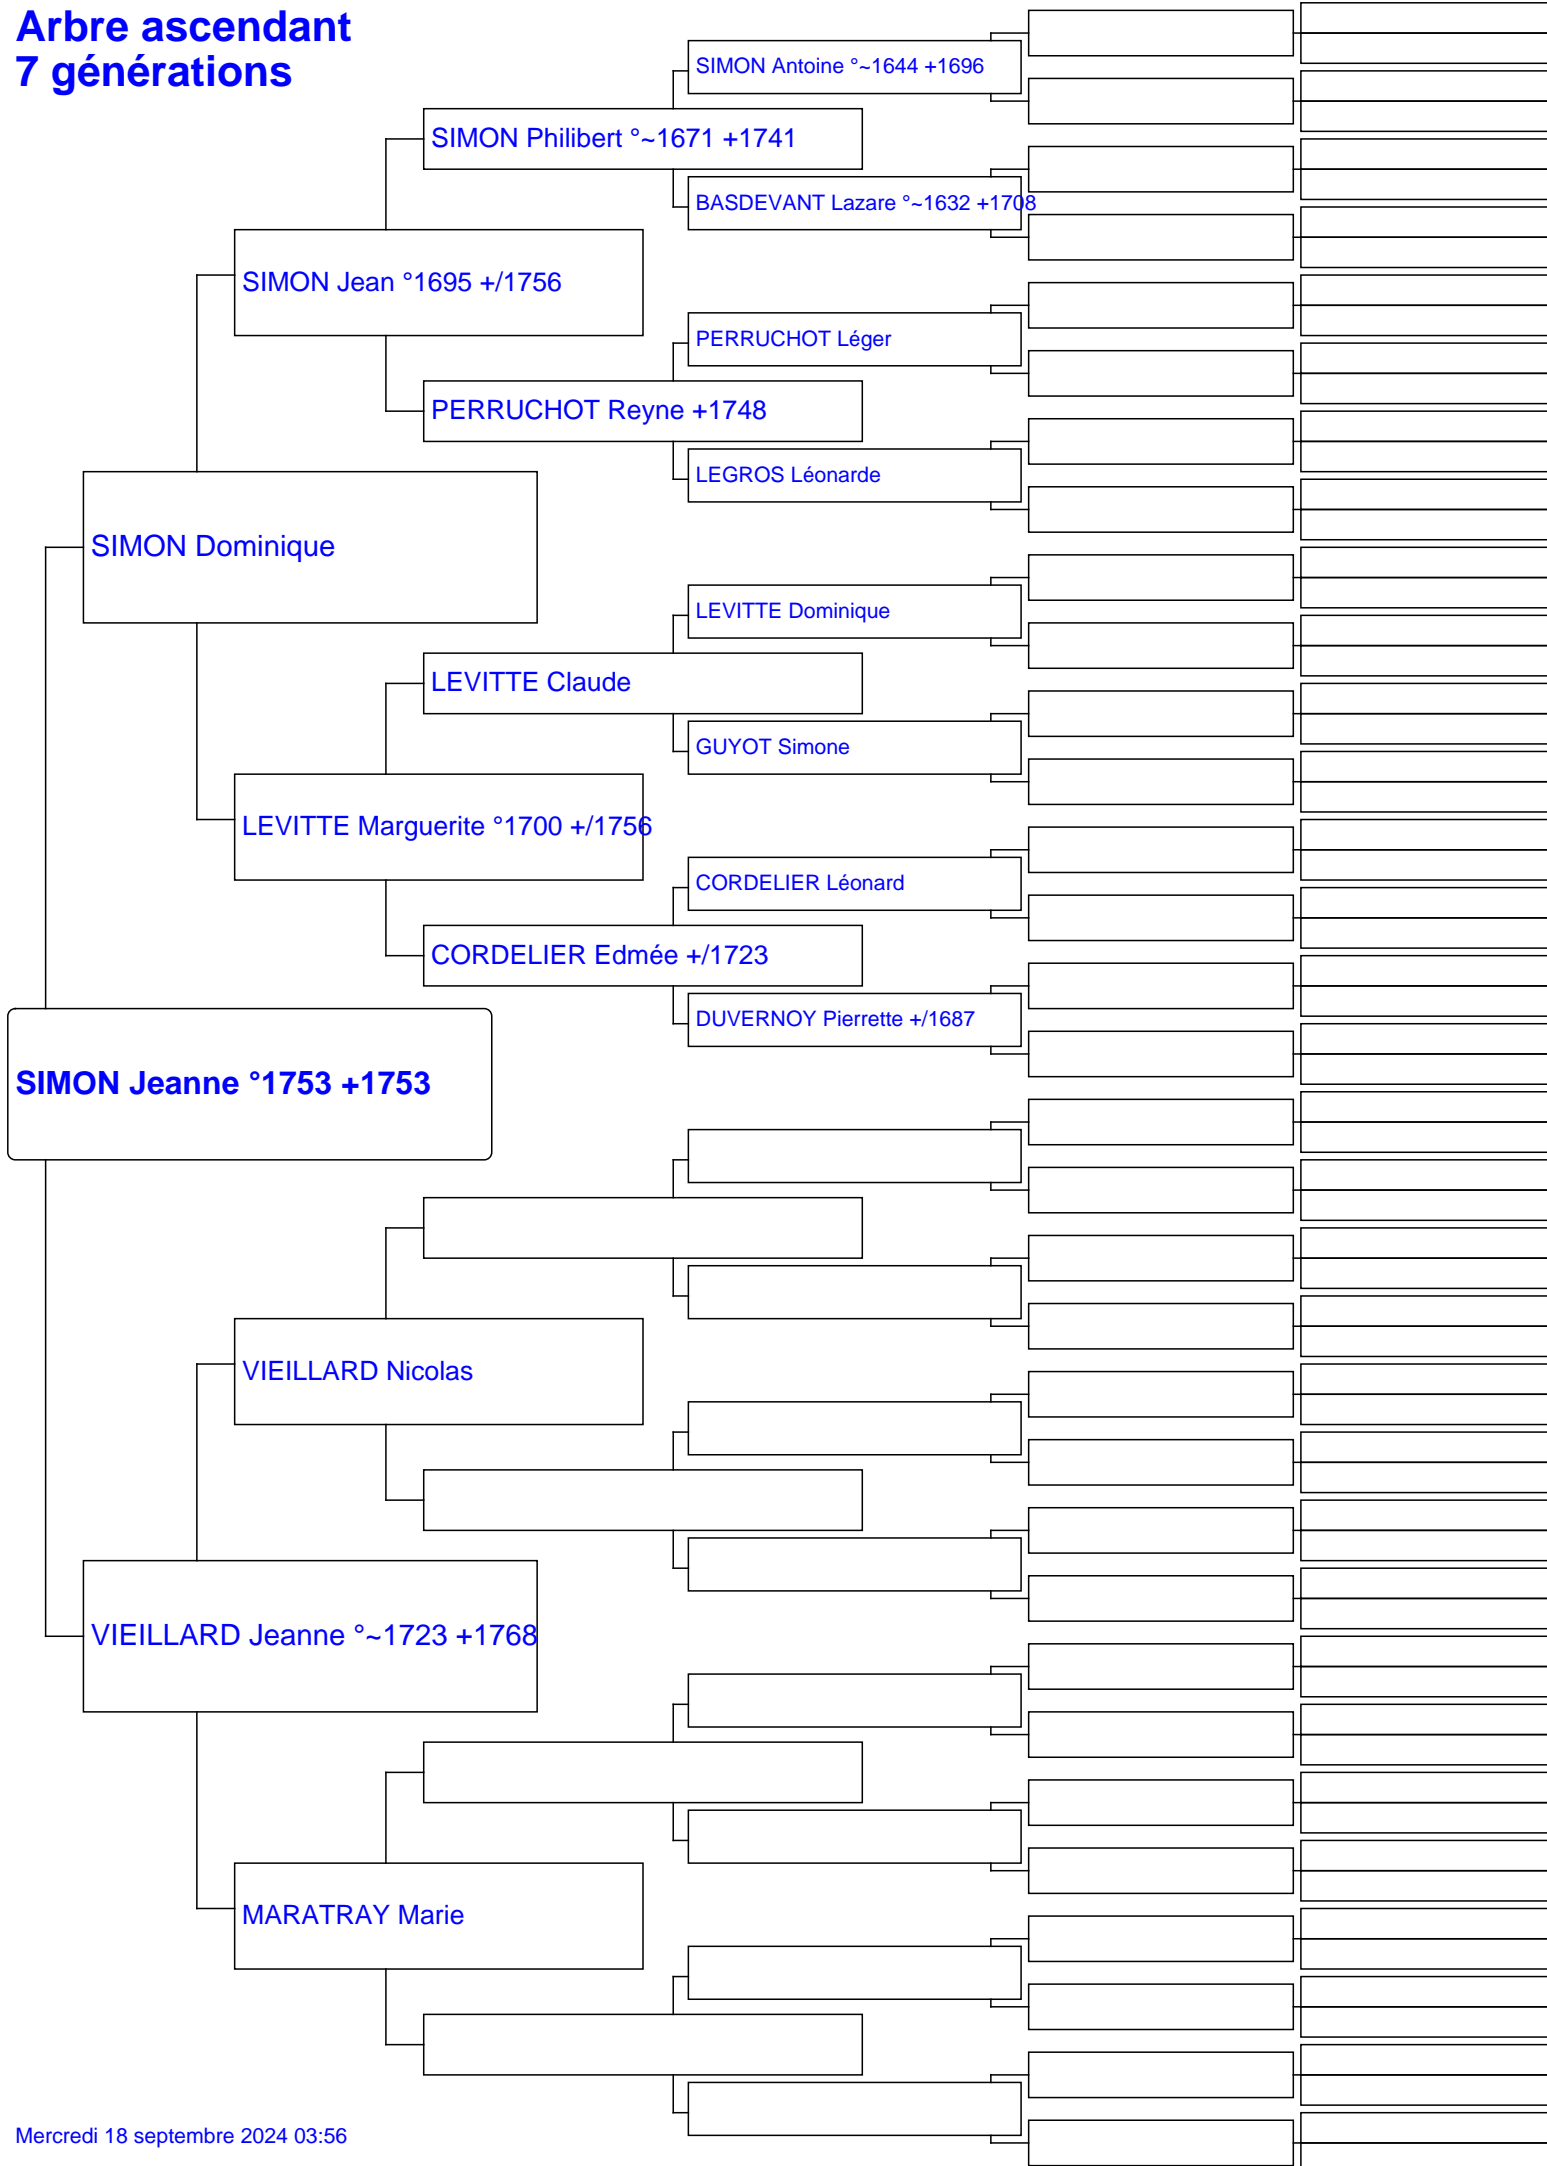 Arbre ascendant
7 générations
SIMON Antoine °~1644 +1696
SIMON Philibert °~1671 +1741
BASDEVANT Lazare °~1632 +1708
SIMON Jean °1695 +/1756
PERRUCHOT Léger
PERRUCHOT Reyne +1748
LEGROS Léonarde
SIMON Dominique
LEVITTE Dominique
LEVITTE Claude
GUYOT Simone
LEVITTE Marguerite °1700 +/1756
CORDELIER Léonard
CORDELIER Edmée +/1723
DUVERNOY Pierrette +/1687
SIMON Jeanne °1753 +1753
VIEILLARD Nicolas
VIEILLARD Jeanne °~1723 +1768
MARATRAY Marie
Mercredi 18 septembre 2024 03:56